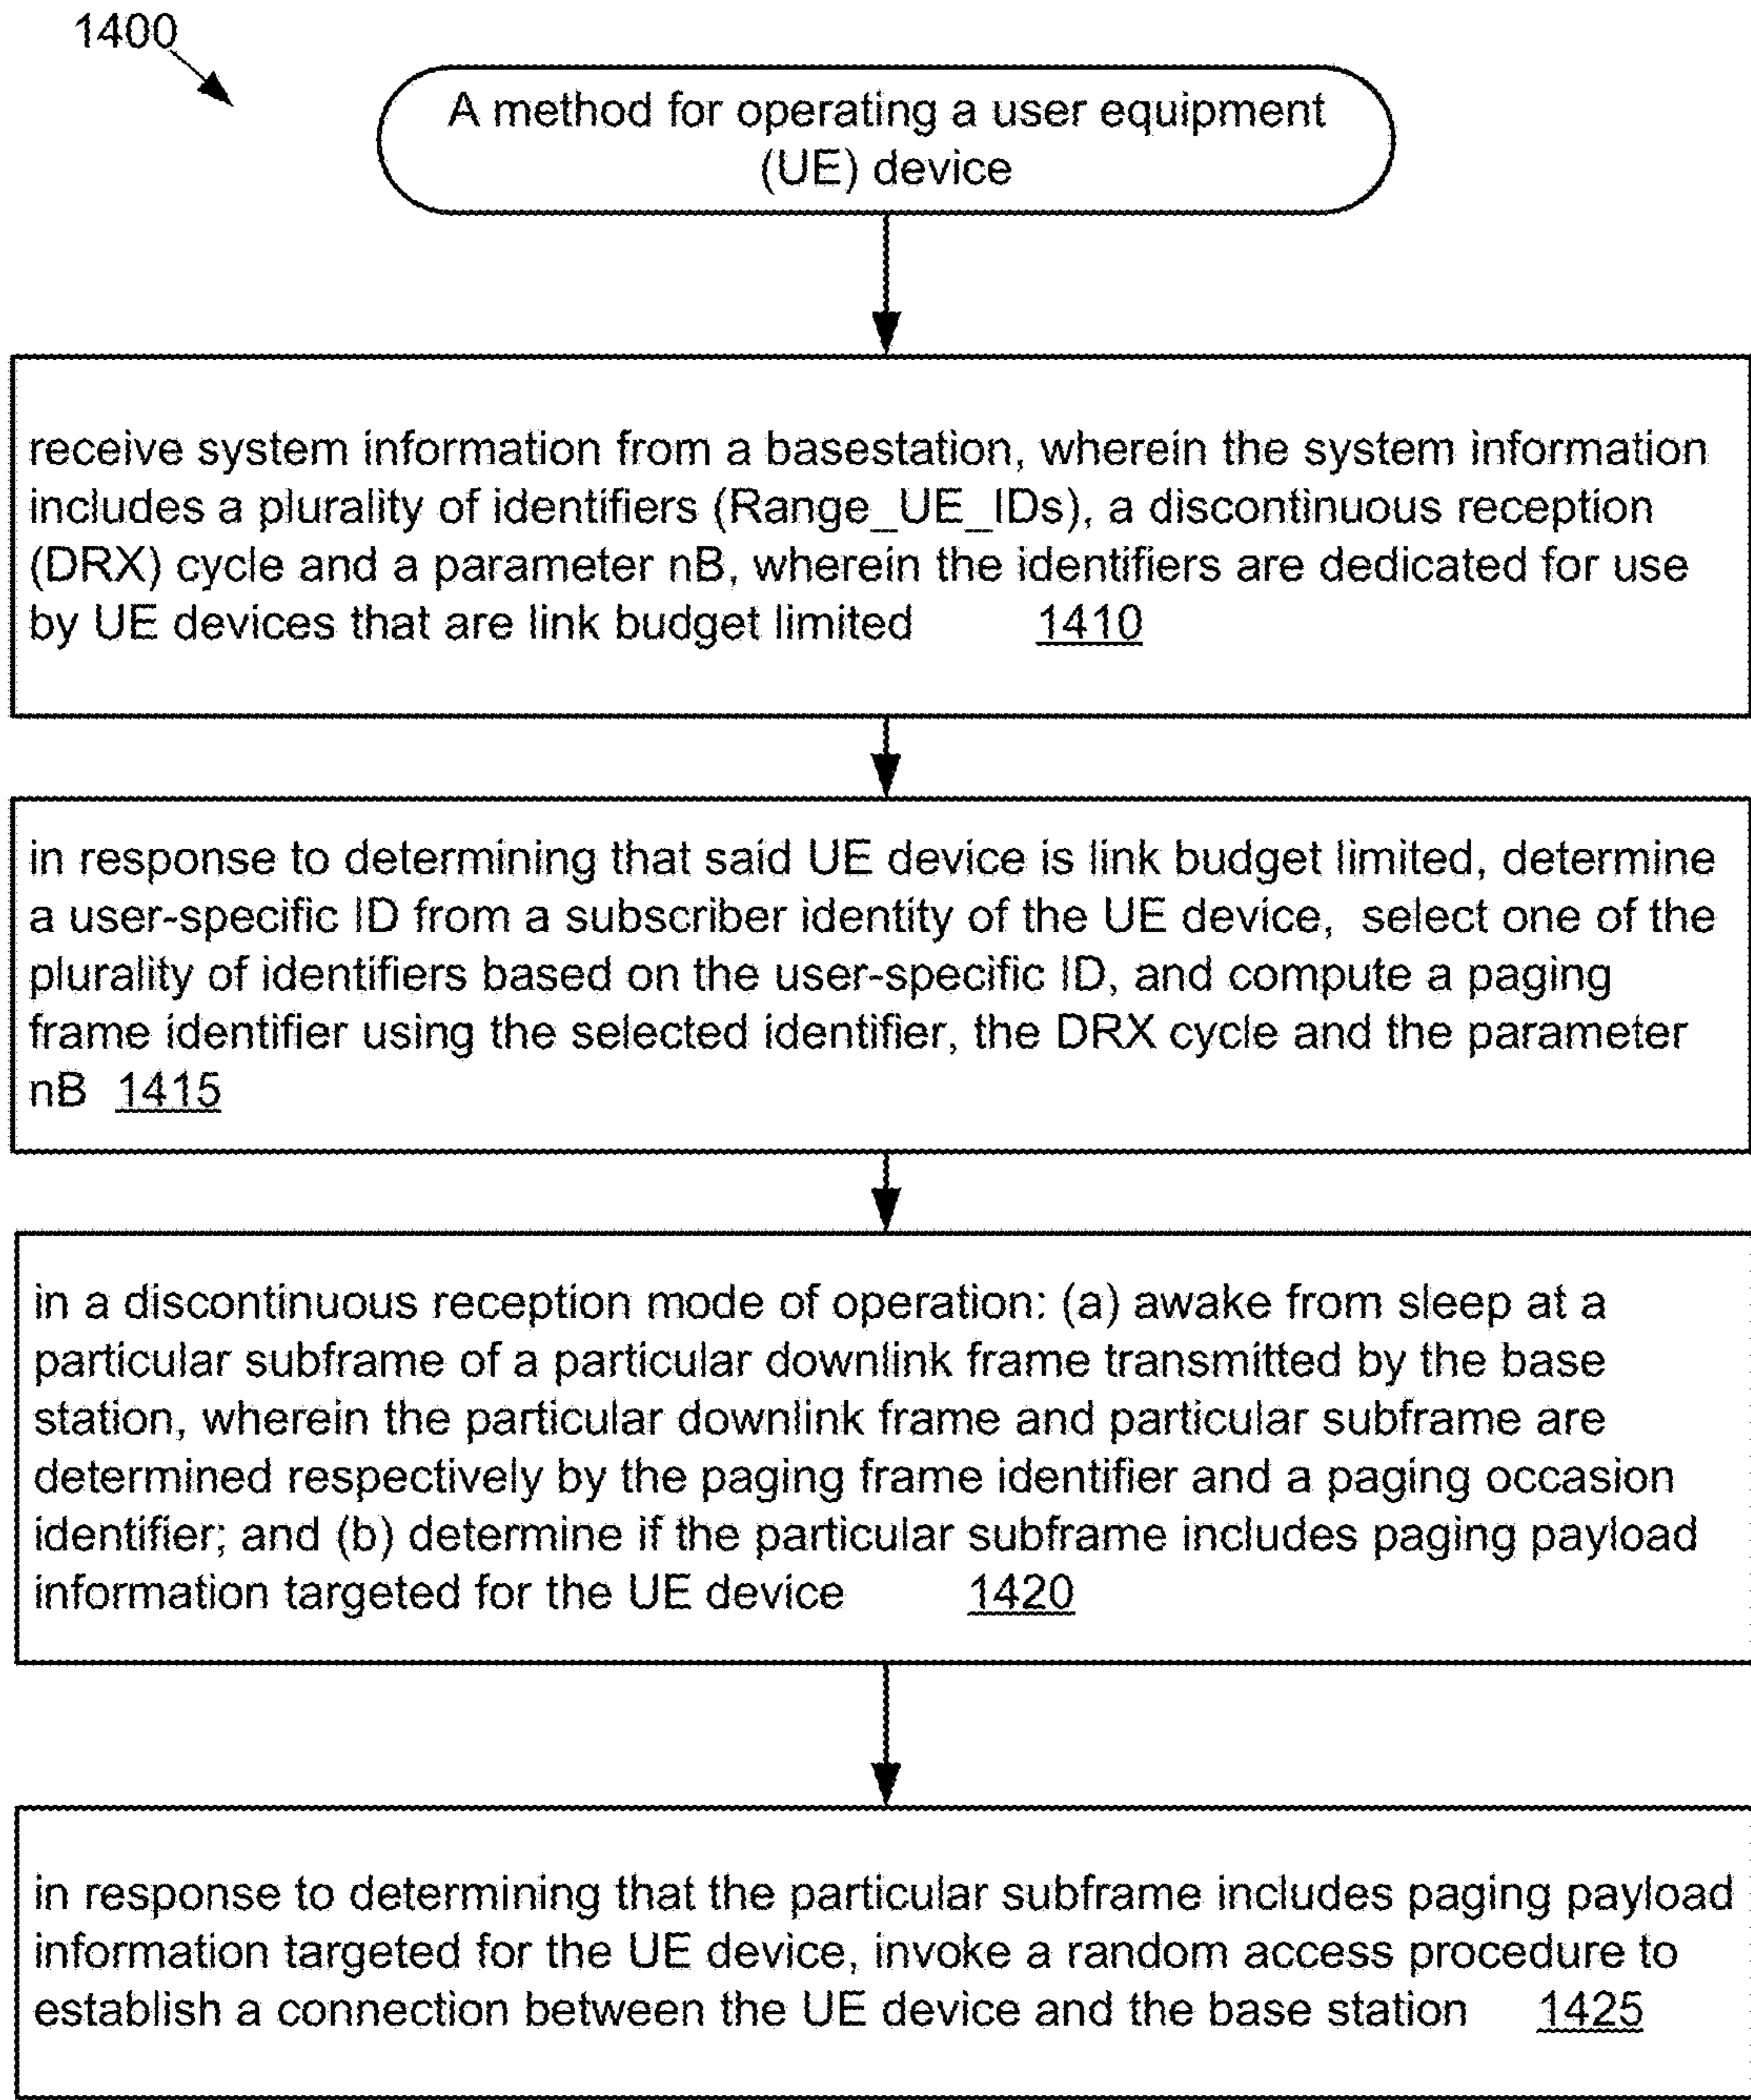 1400
A method for operating a user equipment
(UE) device
receive system information from a basestation, wherein the system information
includes a plurality of identifiers (Range_UE_IDs), a discontinuous reception
(DRX) cycle and a parameter nB, wherein the identifiers are dedicated for use
by UE devices that are link budget limited 1410
in response to determining that said UE device is link budget limited, determine
a user-specific ID from a subscriber identity of the UE device, select one of the
plurality of identifiers based on the user-specific ID, and compute a paging
frame identifier using the selected identifier, the DRX cycle and the parameter
nB 1415
in a discontinuous reception mode of operation: (a) awake from sleep at a
particular subframe of a particular downlink frame transmitted by the base
station, wherein the particular downlink frame and particular subframe are
determined respectively by the paging frame identifier and a paging occasion
identifier; and (b) determine if the particular subframe includes paging payload
information targeted for the UE device 1420
in response to determining that the particular subframe includes paging payload
information targeted for the UE device, invoke a random access procedure to
establish a connection between the UE device and the base station 1425